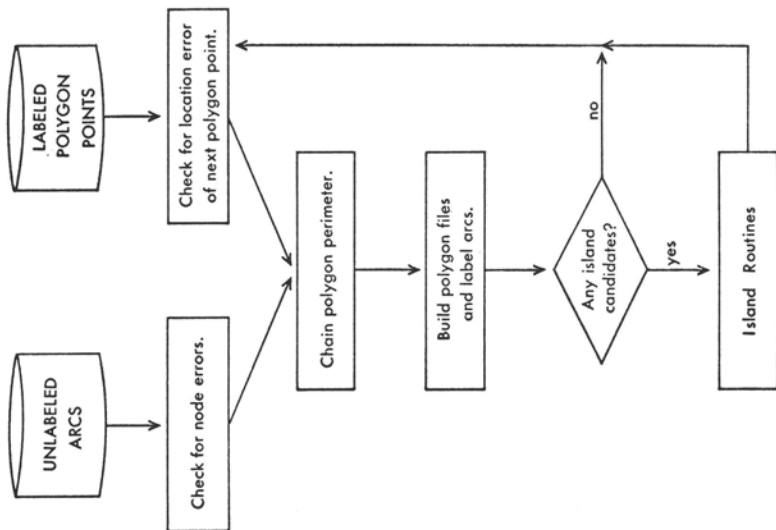 UNLABELED
ARCS
LABELED
POLYGON
POINTS
Check for node errors.
Check for location error
of next polygon point.
Chain polygon perimeter.
Build polygon files
and label arcs.
Any island
candidates?
no
yes
Island Routines